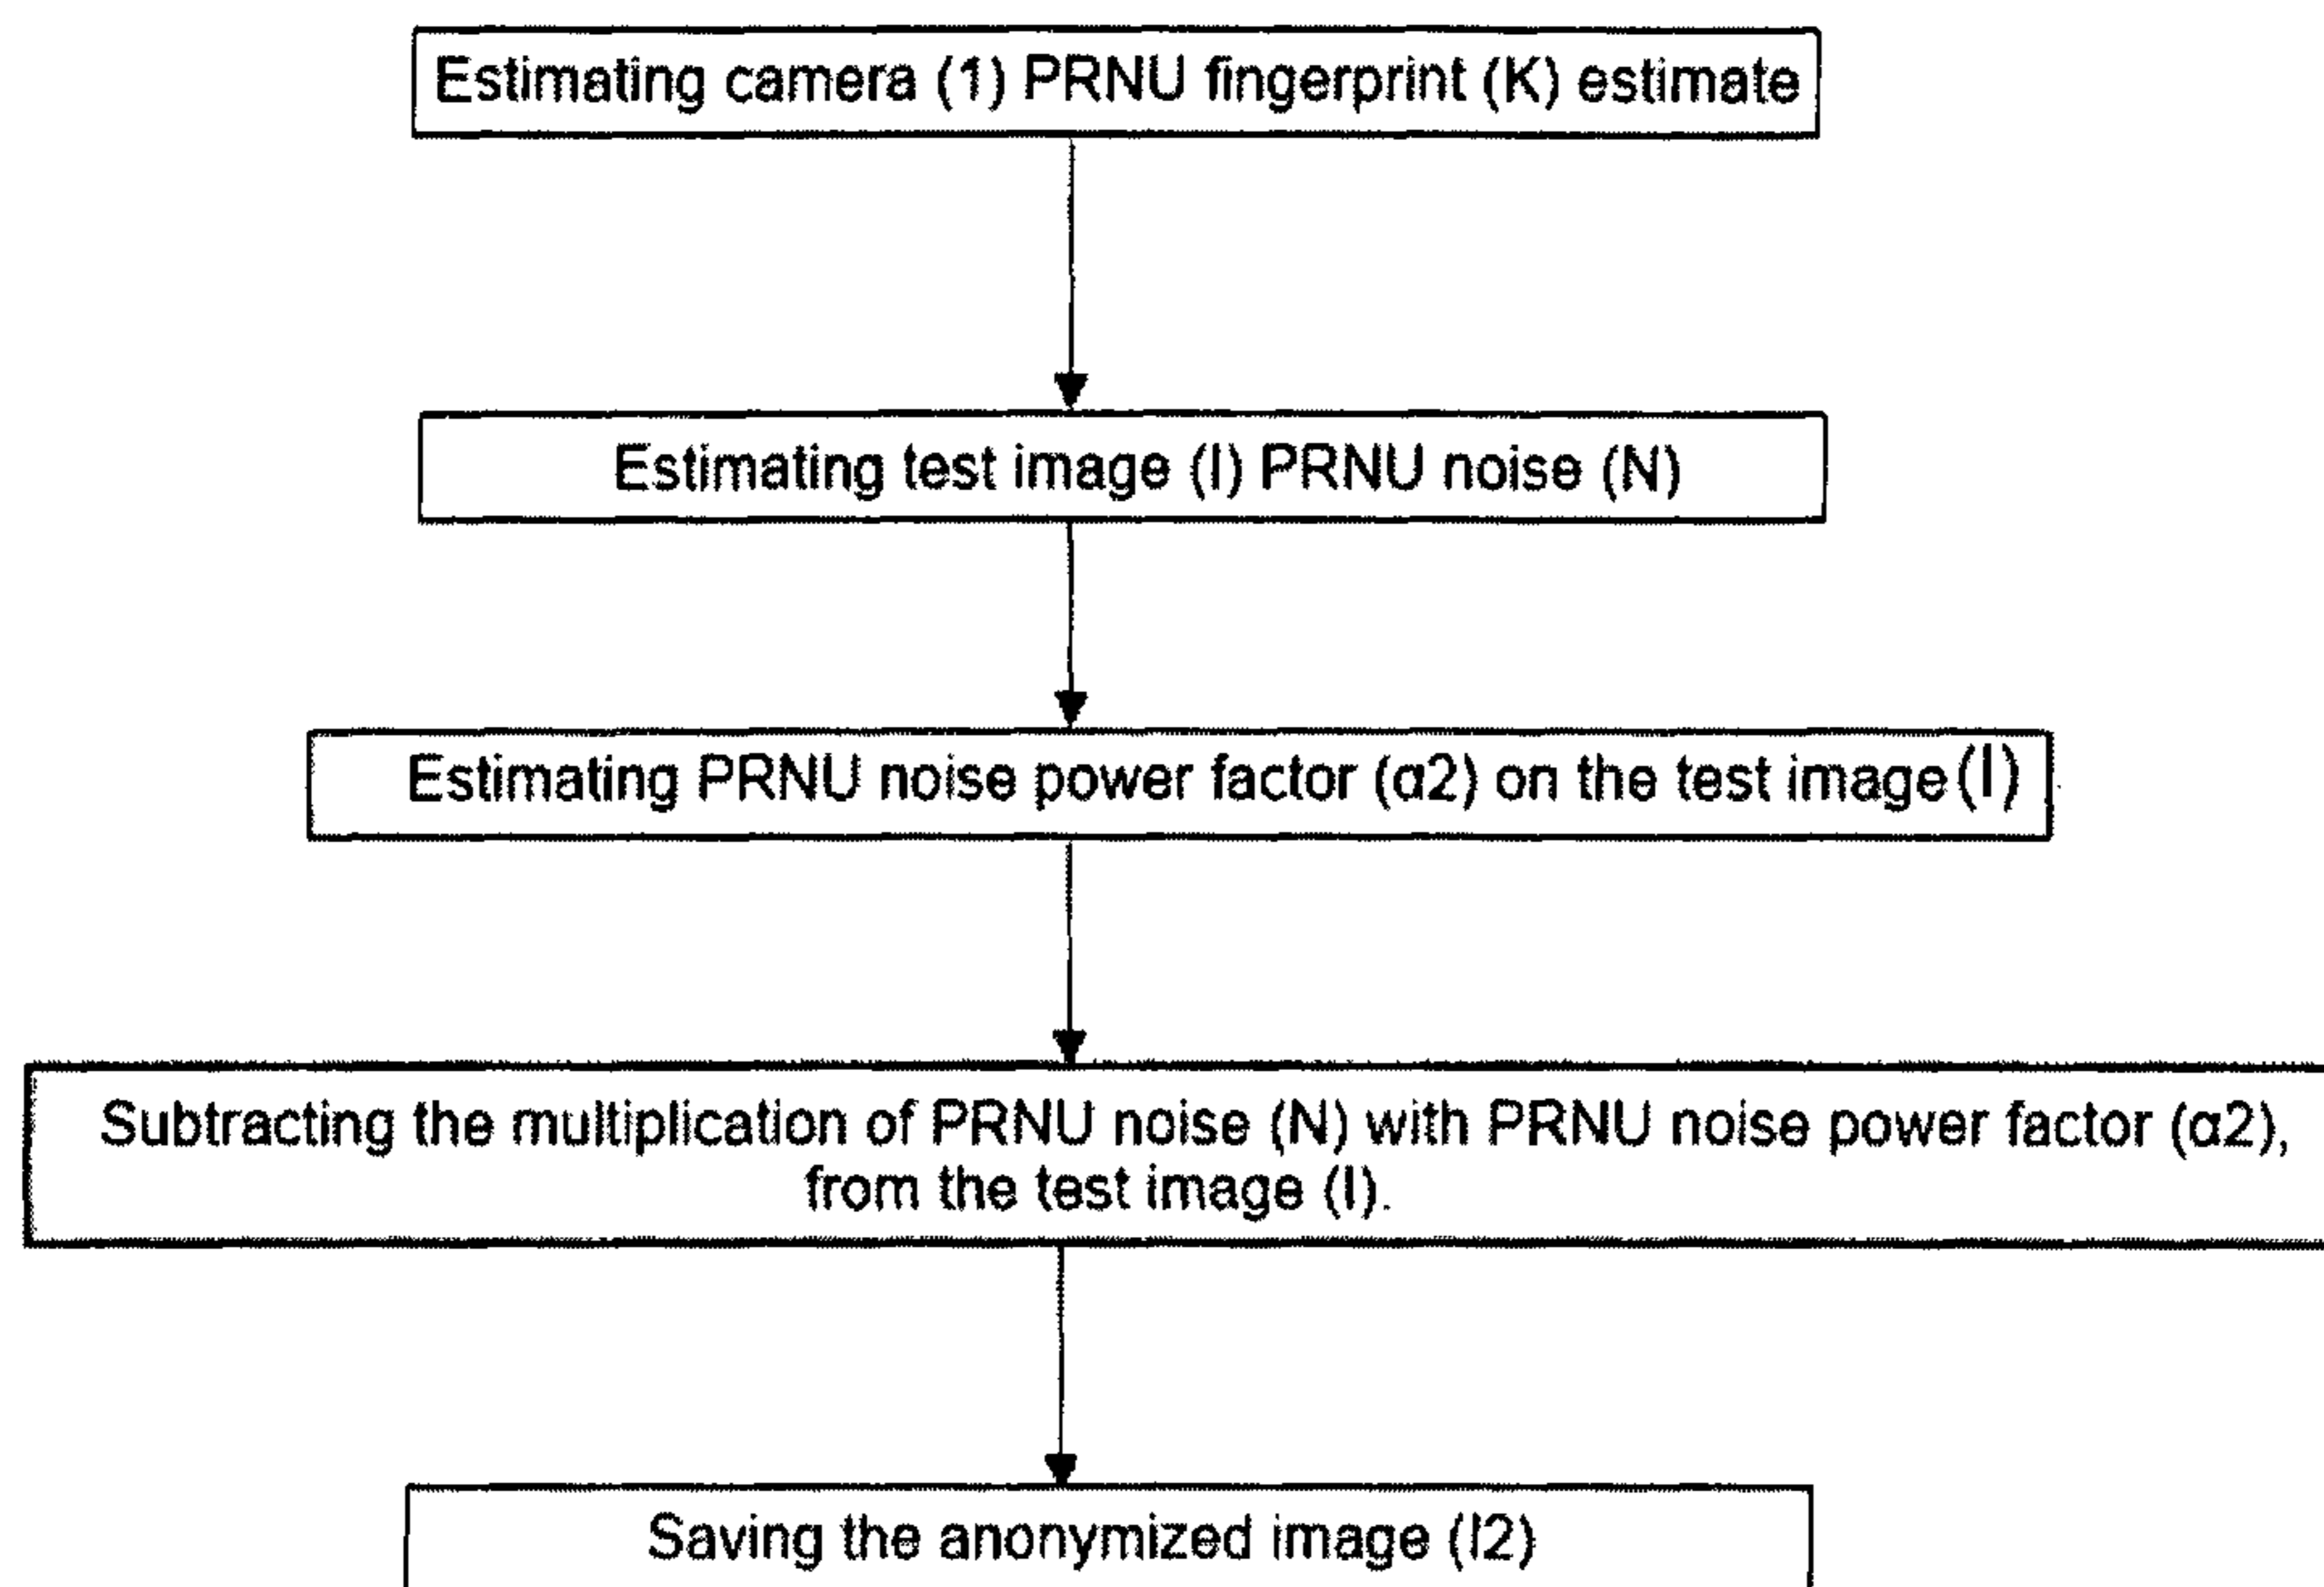 Estimating camera (1) PRNU fingerprint (K) estimate
Estimating test image (I) PRNU noise (N)
Estimating PRNU noise power factor (α2) on the test image (I)
Subtracting the multiplication of PRNU noise (N) with PRNU noise power factor (α2),
from the test image (I).
Saving the anonymized image (I2)